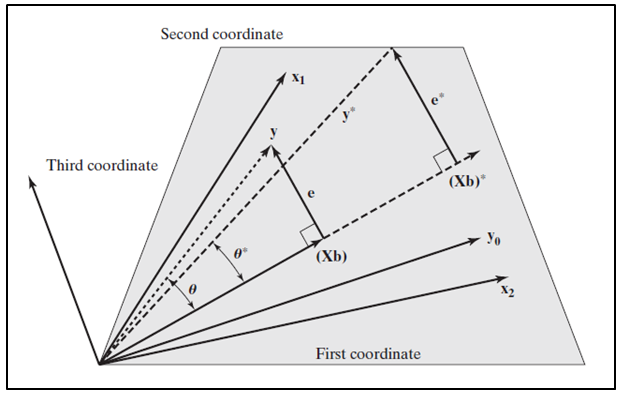 Second coordinate
x1
y*
e*
y
Third coordinate
(Xb)*
e
y0
θ*
(Xb)
θ
x2
First coordinate